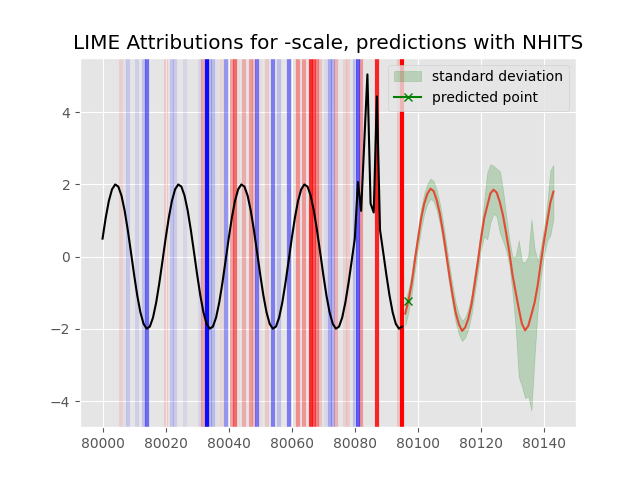 LIME Attributions for -scale, predictions with NHITS
standard deviation
predicted point
4
2
0
−2
−4
80000 80020 80040 80060 80080 80100 80120 80140